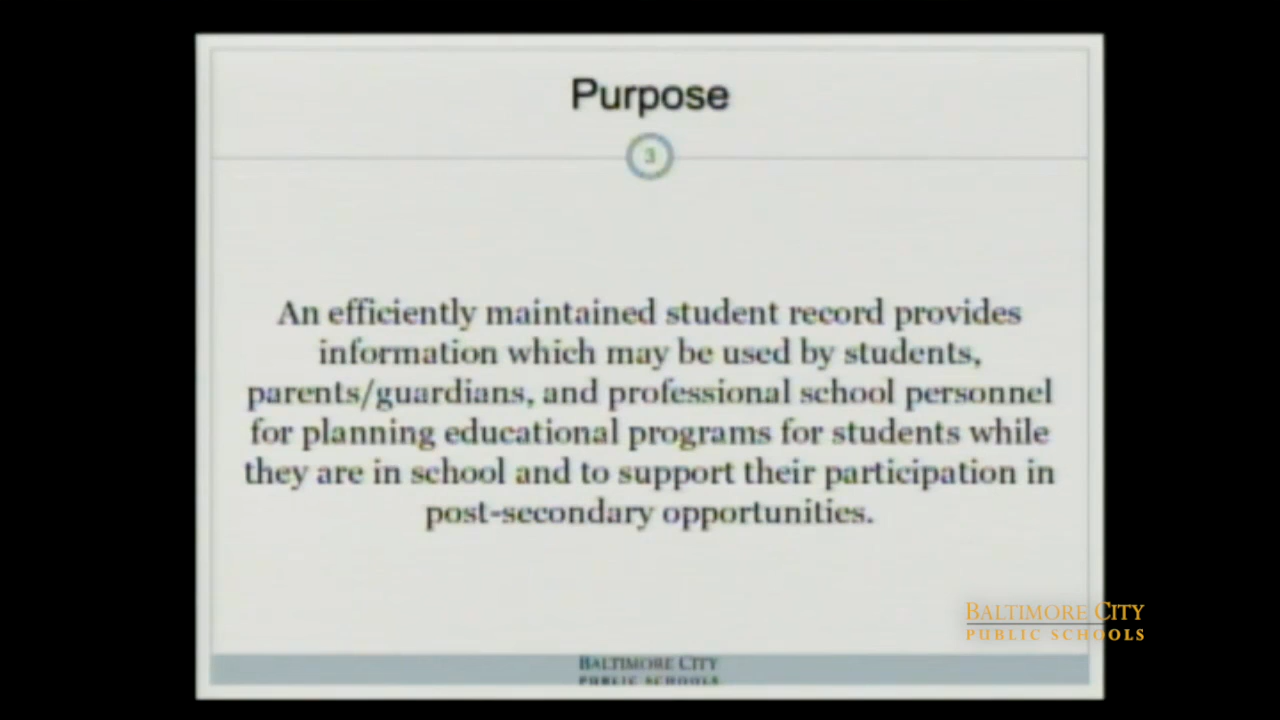 Purpose
3
An efficiently maintained student record provides
information which may be used by students,
parents/guardians, and professional school personnel
for planning educational programs for students while
they are in school and to support their participation in
post-secondary opportunities.
BALTIMORE CITY
PUBLIC SCHOOLS
BALTIMORE CITY
PUBLIC SCHOOLS